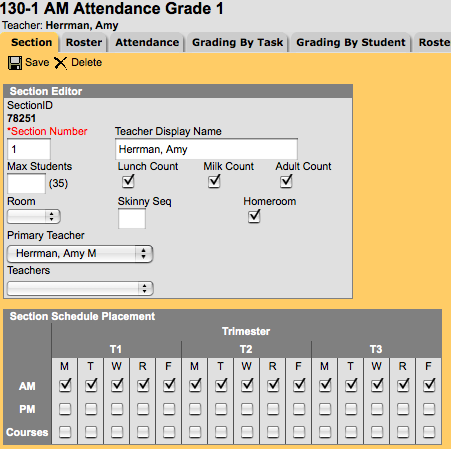 130-1 AM Attendance Grade 1
Teacher: Herrman, Amy
Section Roster Attendance Grading By Task Grading By Student Roste
Save Delete
Section Editor
SectionID
78251
*Section Number Teacher Display Name
1 Herrman, Amy
Max Students Lunch Count Milk Count Adult Count
(35)
Room Skinny Seq Homeroom
Primary Teacher
Herrman, Amy M
Teachers
Section Schedule Placement
Trimester
T1 T2 T3
M T W R F M T W R F M T W R F
AM
PM
Courses